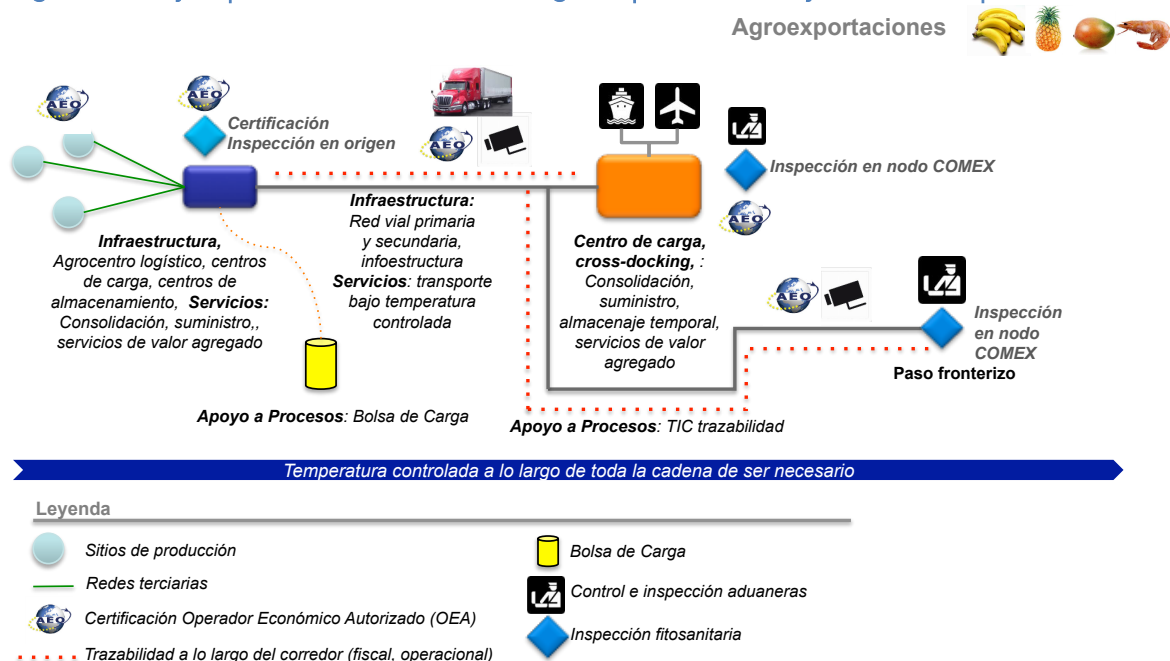 Agroexportaciones
AEO
AEO
Certificación
Inspección en origen
AEO
Inspección en nodo COMEX
AEO
Infraestructura,
Agrocentro logístico, centros
de carga, centros de
almacenamiento, Servicios:
Consolidación, suministro,,
servicios de valor agregado
Infraestructura:
Red vial primaria
y secundaria,
infoestructura
Servicios: transporte
bajo temperatura
controlada
Centro de carga,
cross-docking, :
Consolidación,
suministro,
almacenaje temporal,
servicios de valor
agregado
AEO
Inspección
en nodo
COMEX
Paso fronterizo
Apoyo a Procesos: Bolsa de Carga
Apoyo a Procesos: TIC trazabilidad
Temperatura controlada a lo largo de toda la cadena de ser necesario
Leyenda
Sitios de producción
Redes terciarias
AEO
Certificación Operador Económico Autorizado (OEA)
Trazabilidad a lo largo del corredor (fiscal, operacional)
Bolsa de Carga
Control e inspección aduaneras
Inspección fitosanitaria